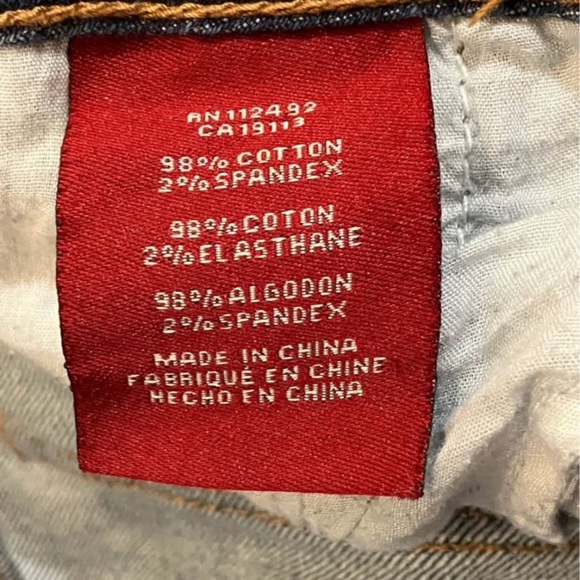 RN 112492
CA19113
98% COTTON
2% SPANDEX
98% COTON
2% ELASTHANE
98% ALGODON
2% SPANDEX
MADE IN CHINA
FABRIQUÉ EN CHINE
HECHO EN CHINA